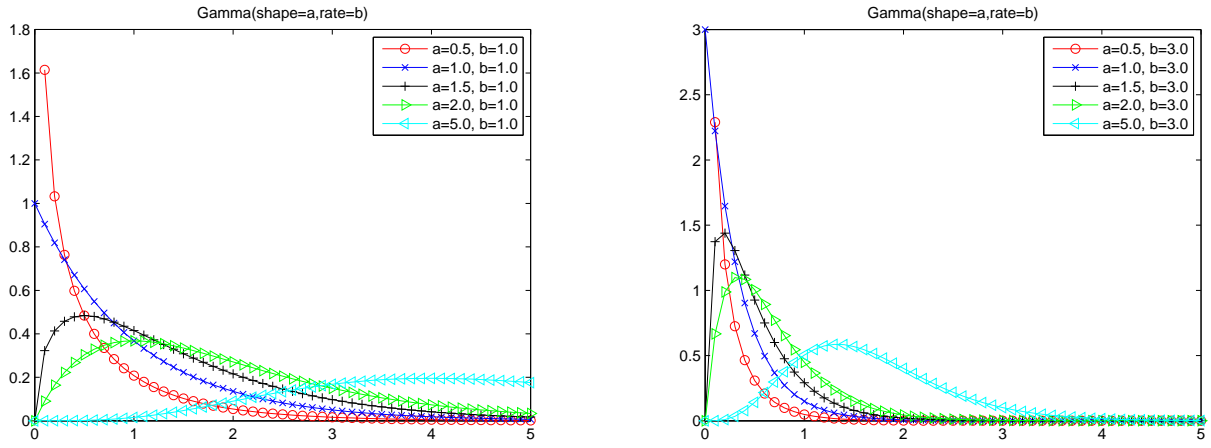 Gamma(shape=a,rate=b)
1.8
1.6
1.4
1.2
1
0.8
0.6
0.4
0.2
0
0 1 2 3 4 5
a=0.5, b=1.0
a=1.0, b=1.0
a=1.5, b=1.0
a=2.0, b=1.0
a=5.0, b=1.0
Gamma(shape=a,rate=b)
3
2.5
2
1.5
1
0.5
0
0 1 2 3 4 5
a=0.5, b=3.0
a=1.0, b=3.0
a=1.5, b=3.0
a=2.0, b=3.0
a=5.0, b=3.0